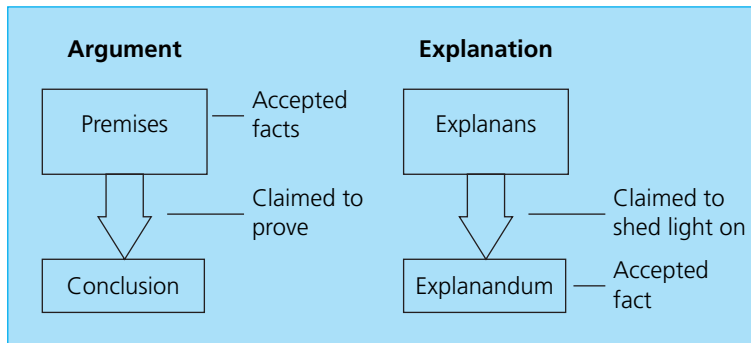 Argument
Premises
Accepted
facts
Claimed to
prove
Conclusion
Explanation
Explanans
Claimed to
shed light on
Explanandum
Accepted
fact